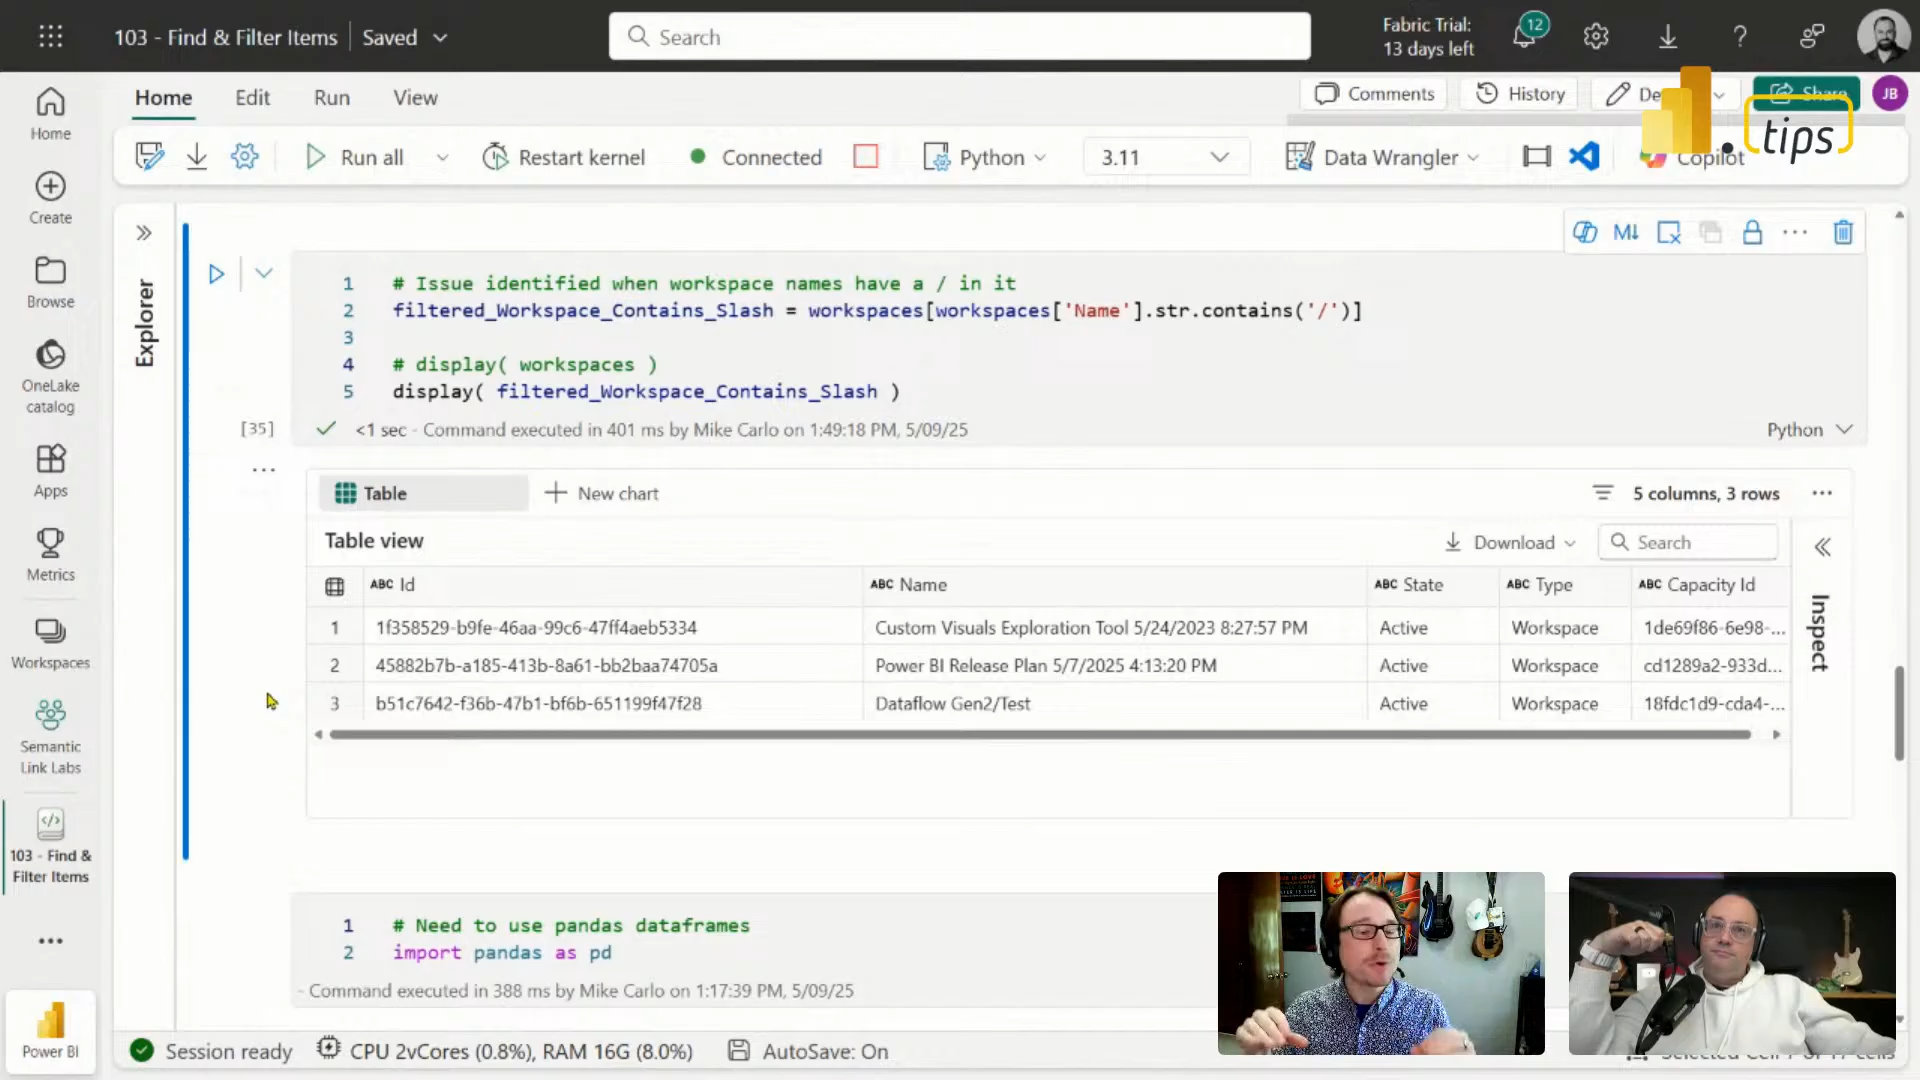 103 - Find & Filter Items
Saved
Search
Fabric Trial:
13 days left
12
Home
Edit
Run
View
Comments
History
Share
JB
.tips
Run all
Restart kernel
Connected
Python
3.11
Data Wrangler
Copilot
Home
Create
Browse
OneLake
catalog
Apps
Metrics
Workspaces
Semantic
Link Labs
103 - Find &
Filter Items
Power BI
Explorer
M↓
1 # Issue identified when workspace names have a / in it
2 filtered_Workspace_Contains_Slash = workspaces[workspaces['Name'].str.contains('/')]
3
4 # display( workspaces )
5 display( filtered_Workspace_Contains_Slash )
[35] <1 sec - Command executed in 401 ms by Mike Carlo on 1:49:18 PM, 5/09/25
Python
Table
New chart
5 columns, 3 rows
Table view
Download
Search
ABC Id ABC Name ABC State ABC Type ABC Capacity Id
1 1f358529-b9fe-46aa-99c6-47ff4aeb5334 Custom Visuals Exploration Tool 5/24/2023 8:27:57 PM Active Workspace 1de69f86-6e98-...
2 45882b7b-a185-413b-8a61-bb2baa74705a Power BI Release Plan 5/7/2025 4:13:20 PM Active Workspace cd1289a2-933d...
3 b51c7642-f36b-47b1-bf6b-651199f47f28 Dataflow Gen2/Test Active Workspace 18fdc1d9-cda4-...
Inspect
1 # Need to use pandas dataframes
2 import pandas as pd
- Command executed in 388 ms by Mike Carlo on 1:17:39 PM, 5/09/25
Session ready
CPU 2vCores (0.8%), RAM 16G (8.0%)
AutoSave: On